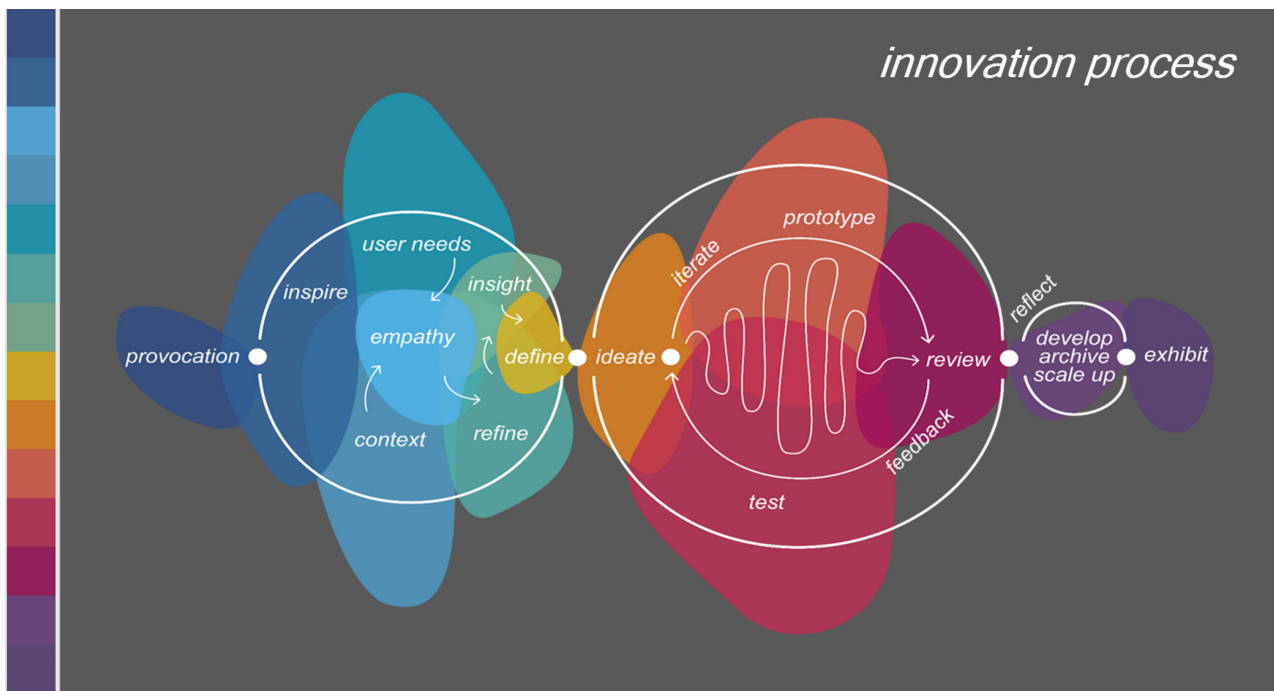 innovation process
provocation
inspire
user needs
empathy
context
insight
define
refine
ideate
iterate
prototype
test
review
feedback
reflect
develop
archive
scale up
exhibit